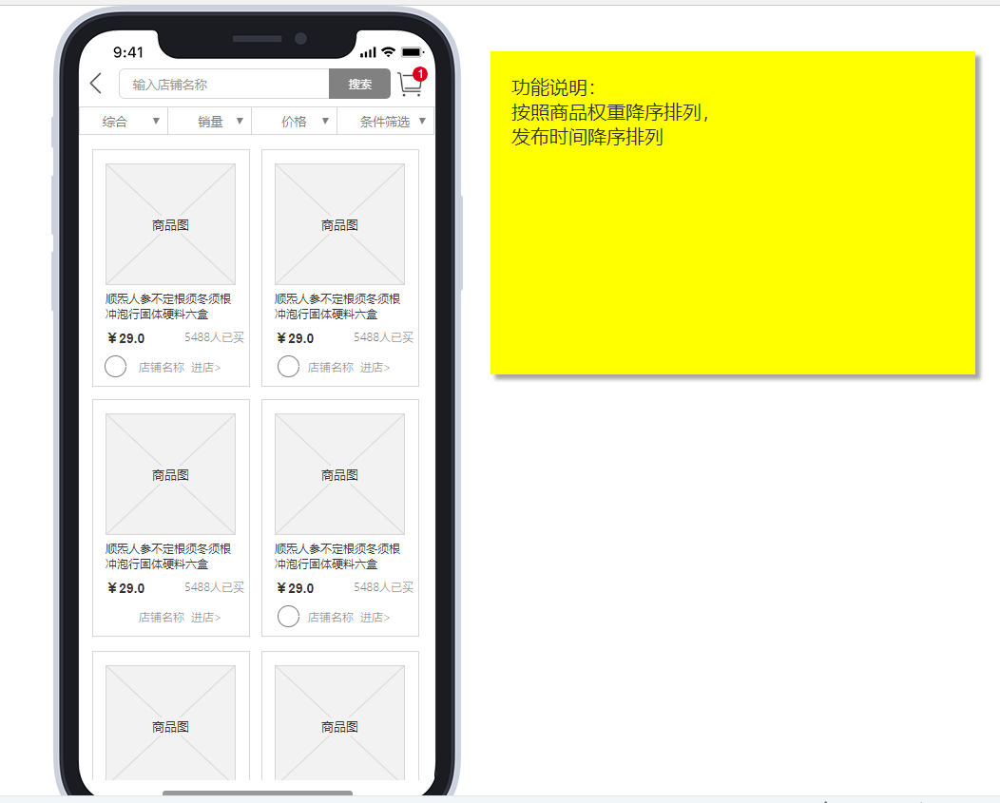 9:41
输入店铺名称
搜索
1
综合 ▼ 销量 ▼ 价格 ▼ 条件筛选 ▼
商品图 商品图
顺炁人参不定根须冬须根 顺炁人参不定根须冬须根
冲泡行固体硬料六盒 冲泡行固体硬料六盒
￥29.0 5488人已买 ￥29.0 5488人已买
店铺名称 进店> 店铺名称 进店>
商品图 商品图
顺炁人参不定根须冬须根 顺炁人参不定根须冬须根
冲泡行固体硬料六盒 冲泡行固体硬料六盒
￥29.0 5488人已买 ￥29.0 5488人已买
店铺名称 进店> 店铺名称 进店>
商品图 商品图
功能说明：
按照商品权重降序排列，
发布时间降序排列